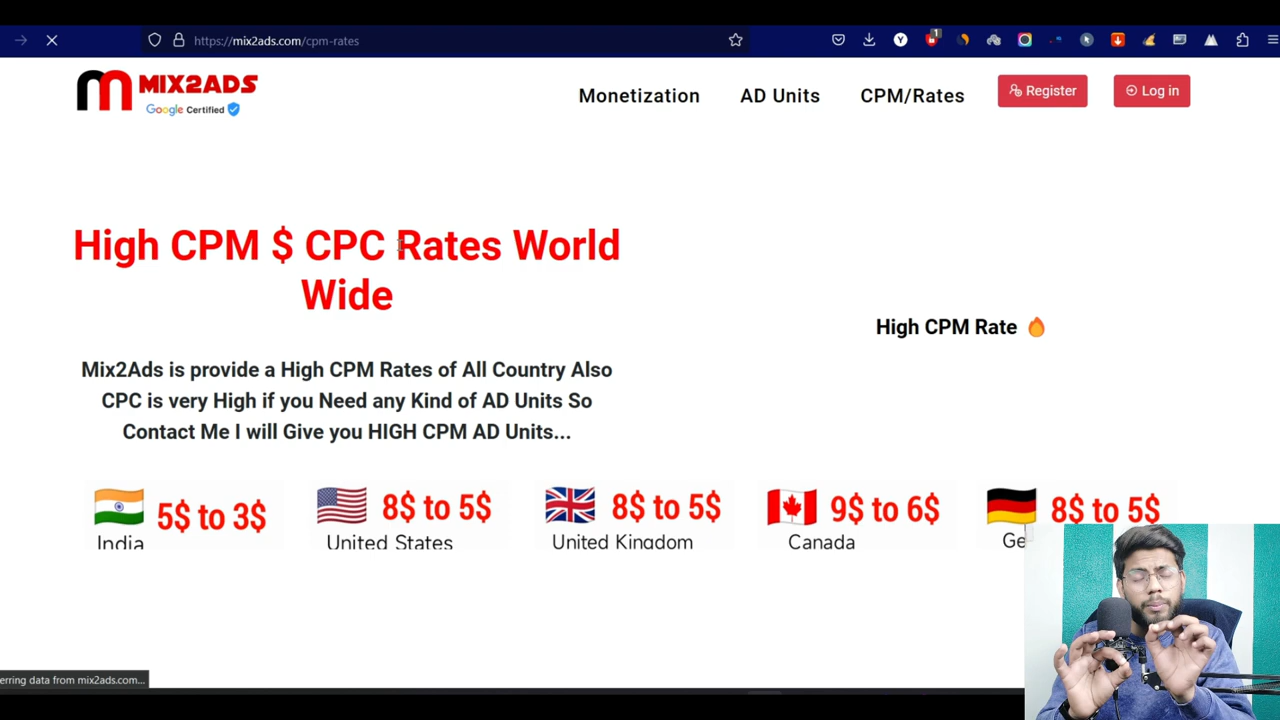 https://mix2ads.com/cpm-rates
1
MIX2ADS
Google Certified
Monetization
AD Units
CPM/Rates
Register
Log in
High CPM $ CPC Rates World
Wide
High CPM Rate
Mix2Ads is provide a High CPM Rates of All Country Also
CPC is very High if you Need any Kind of AD Units So
Contact Me I will Give you HIGH CPM AD Units...
5$ to 3$
8$ to 5$
8$ to 5$
9$ to 6$
8$ to 5$
India
United States
United Kingdom
Canada
Ge
erring data from mix2ads.com...